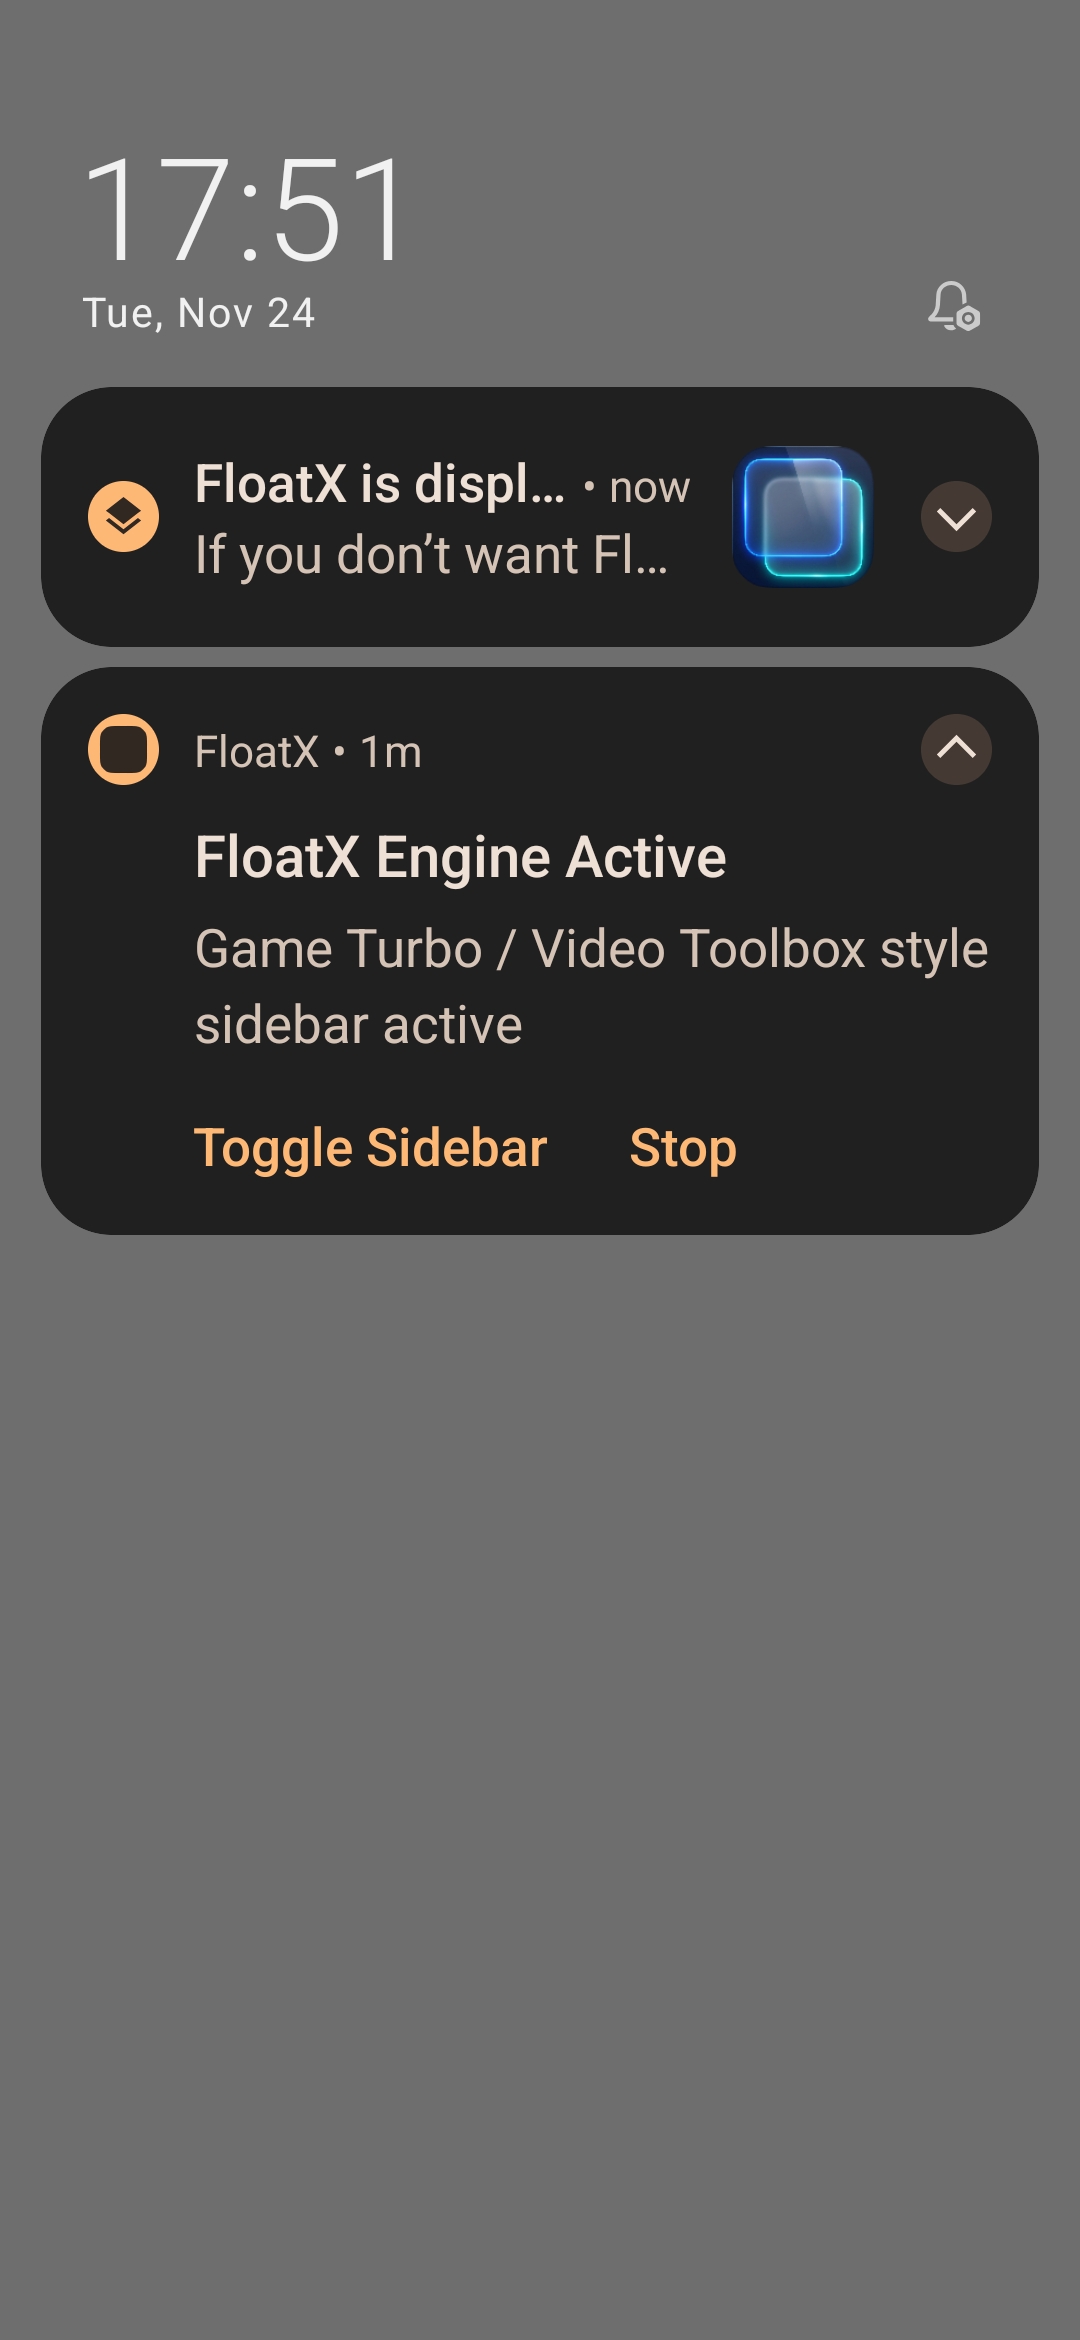 17:51
Tue, Nov 24
FloatX is displ… • now
If you don’t want Fl…
FloatX • 1m
FloatX Engine Active
Game Turbo / Video Toolbox style
sidebar active
Toggle Sidebar Stop